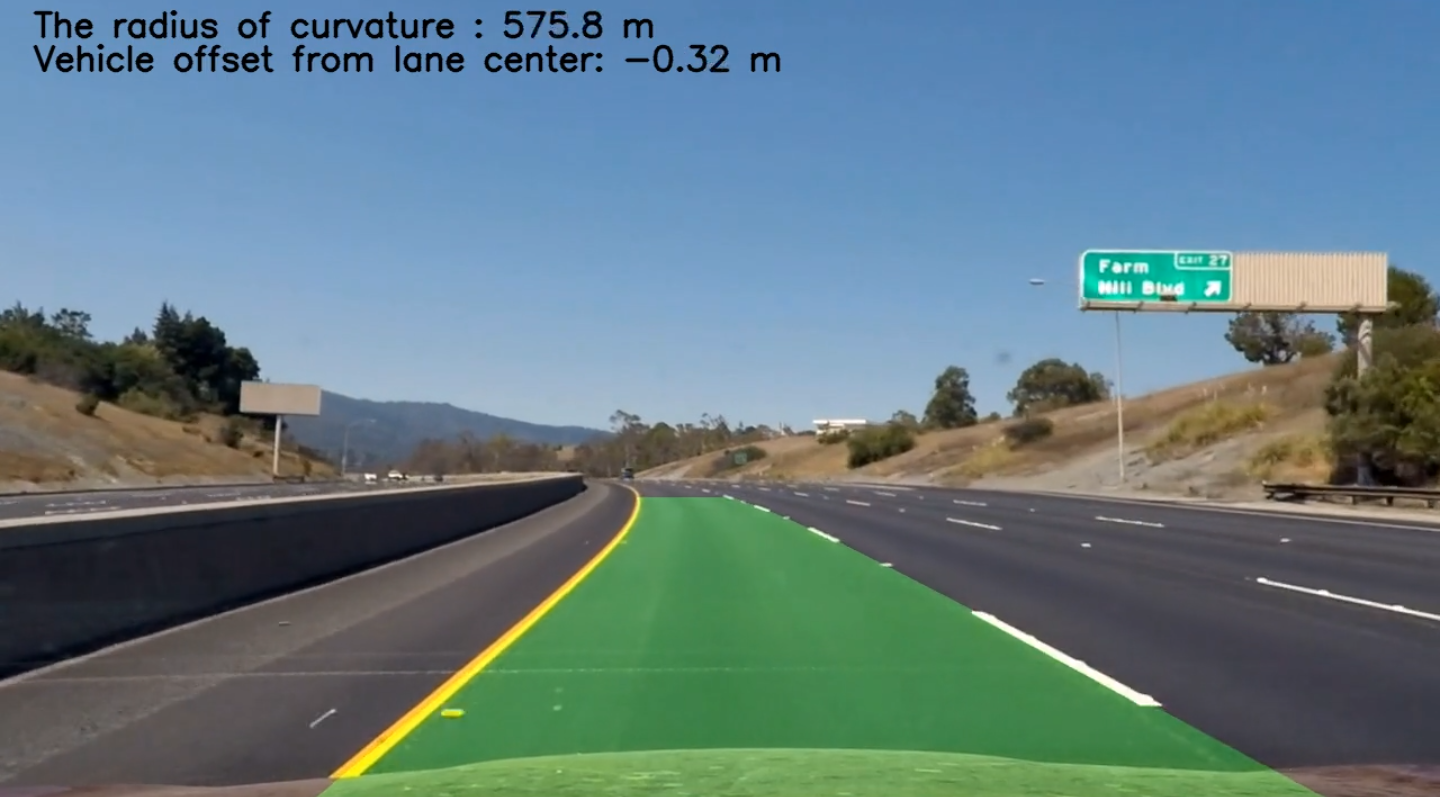 The radius of curvature : 575.8 m
Vehicle offset from lane center: −0.32 m
EXIT 27
Farm
Hill Blvd